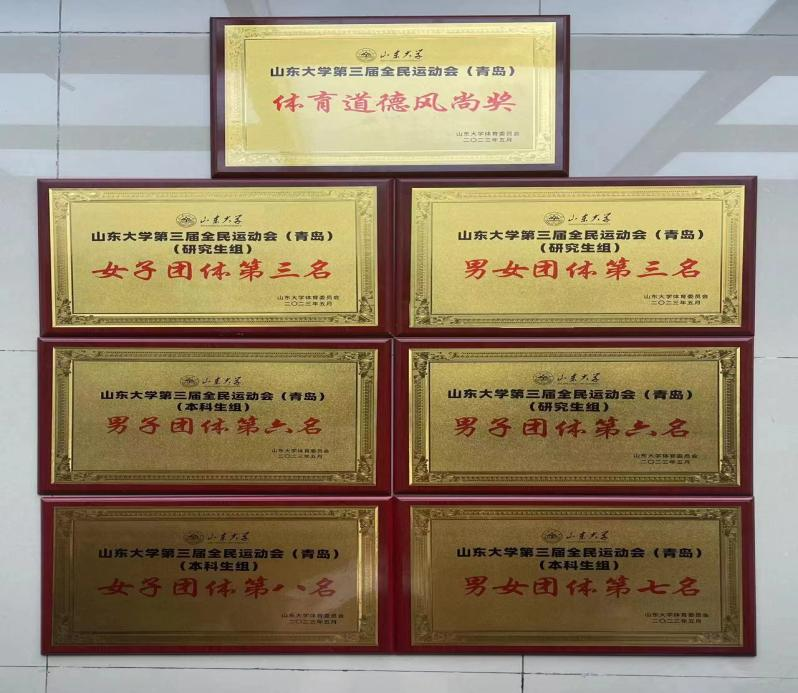 山东大学
山东大学第三届全民运动会（青岛）
体育道德风尚奖
山东大学体育委员会
二〇二三年五月
山东大学
山东大学第三届全民运动会（青岛）
（研究生组）
女子团体第三名
山东大学体育委员会
二〇二三年五月
山东大学
山东大学第三届全民运动会（青岛）
（研究生组）
男女团体第三名
山东大学体育委员会
二〇二三年五月
山东大学
山东大学第三届全民运动会（青岛）
（本科生组）
男子团体第六名
山东大学体育委员会
二〇二三年五月
山东大学
山东大学第三届全民运动会（青岛）
（研究生组）
男子团体第六名
山东大学体育委员会
二〇二三年五月
山东大学
山东大学第三届全民运动会（青岛）
（本科生组）
女子团体第八名
山东大学体育委员会
二〇二三年五月
山东大学
山东大学第三届全民运动会（青岛）
（本科生组）
男女团体第七名
山东大学体育委员会
二〇二三年五月